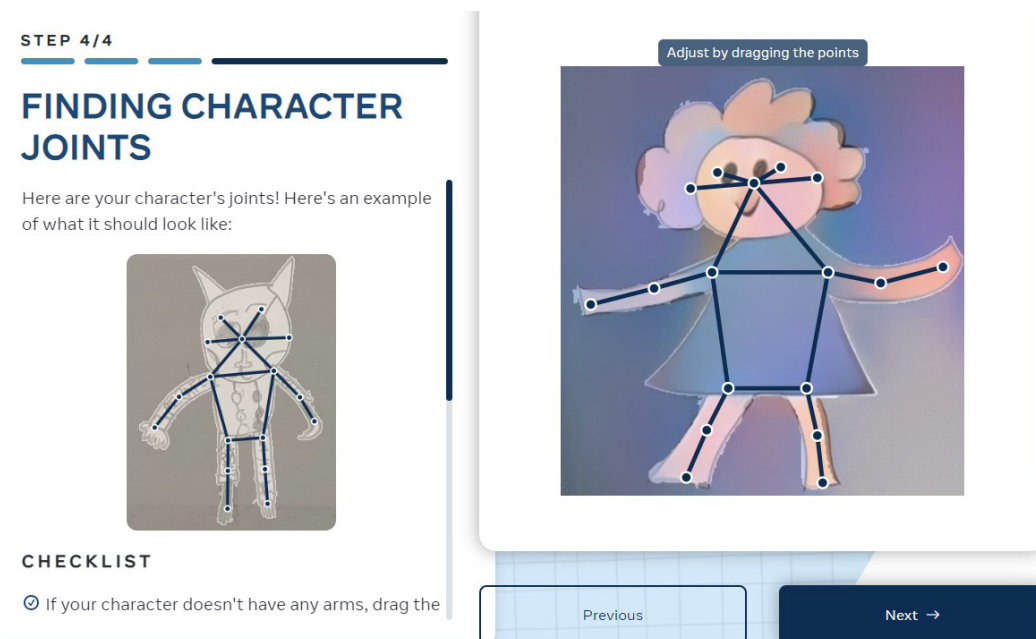 STEP 4/4
FINDING CHARACTER
JOINTS
Here are your character's joints! Here's an example
of what it should look like:
CHECKLIST
If your character doesn't have any arms, drag the
Adjust by dragging the points
Previous
Next →